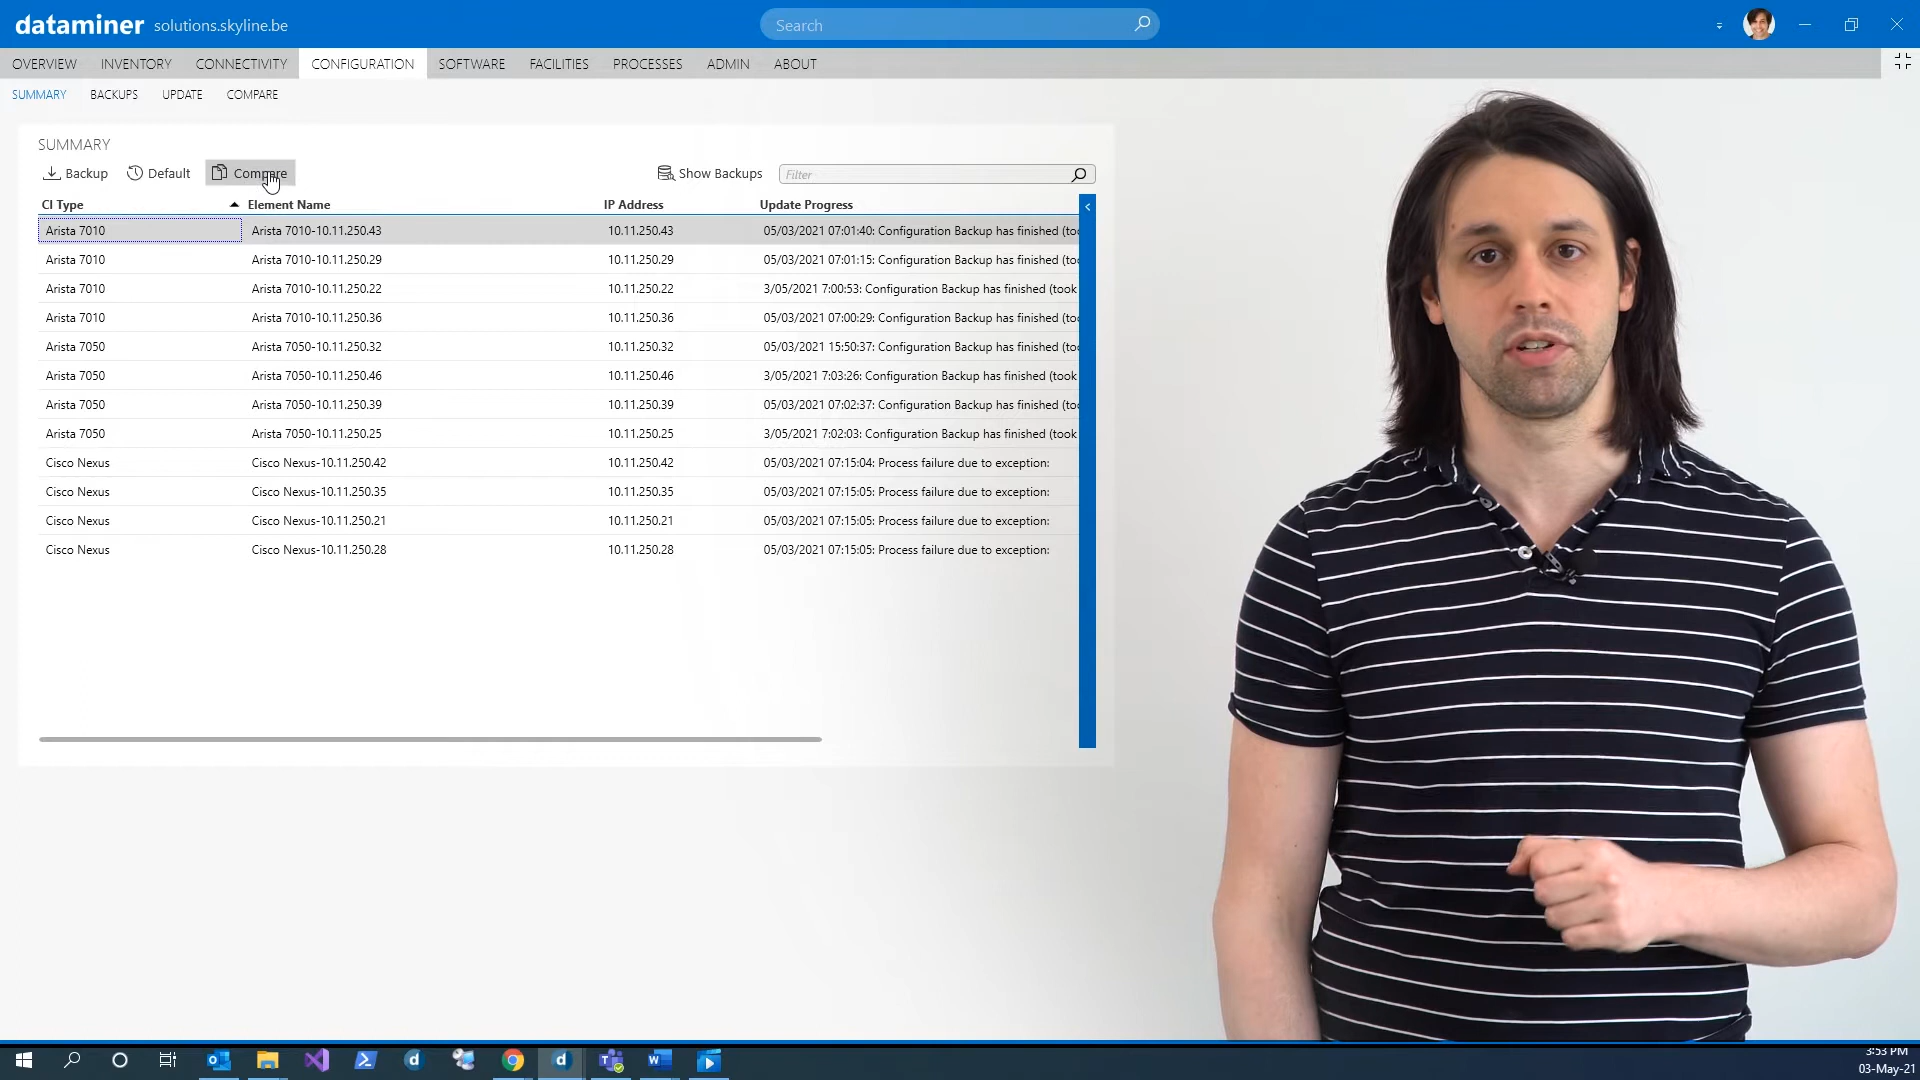 dataminer solutions.skyline.be Search
OVERVIEW INVENTORY CONNECTIVITY CONFIGURATION SOFTWARE FACILITIES PROCESSES ADMIN ABOUT
SUMMARY BACKUPS UPDATE COMPARE
SUMMARY
Backup Default Compare Show Backups Filter
CI Type Element Name IP Address Update Progress
Arista 7010 Arista 7010-10.11.250.43 10.11.250.43 05/03/2021 07:01:40: Configuration Backup has finished (too
Arista 7010 Arista 7010-10.11.250.29 10.11.250.29 05/03/2021 07:01:15: Configuration Backup has finished (too
Arista 7010 Arista 7010-10.11.250.22 10.11.250.22 3/05/2021 7:00:53: Configuration Backup has finished (took
Arista 7010 Arista 7010-10.11.250.36 10.11.250.36 05/03/2021 07:00:29: Configuration Backup has finished (too
Arista 7050 Arista 7050-10.11.250.32 10.11.250.32 05/03/2021 15:50:37: Configuration Backup has finished (too
Arista 7050 Arista 7050-10.11.250.46 10.11.250.46 3/05/2021 7:03:26: Configuration Backup has finished (took
Arista 7050 Arista 7050-10.11.250.39 10.11.250.39 05/03/2021 07:02:37: Configuration Backup has finished (too
Arista 7050 Arista 7050-10.11.250.25 10.11.250.25 3/05/2021 7:02:03: Configuration Backup has finished (took
Cisco Nexus Cisco Nexus-10.11.250.42 10.11.250.42 05/03/2021 07:15:04: Process failure due to exception:
Cisco Nexus Cisco Nexus-10.11.250.35 10.11.250.35 05/03/2021 07:15:05: Process failure due to exception:
Cisco Nexus Cisco Nexus-10.11.250.21 10.11.250.21 05/03/2021 07:15:05: Process failure due to exception:
Cisco Nexus Cisco Nexus-10.11.250.28 10.11.250.28 05/03/2021 07:15:05: Process failure due to exception:
3:53 PM
03-May-21